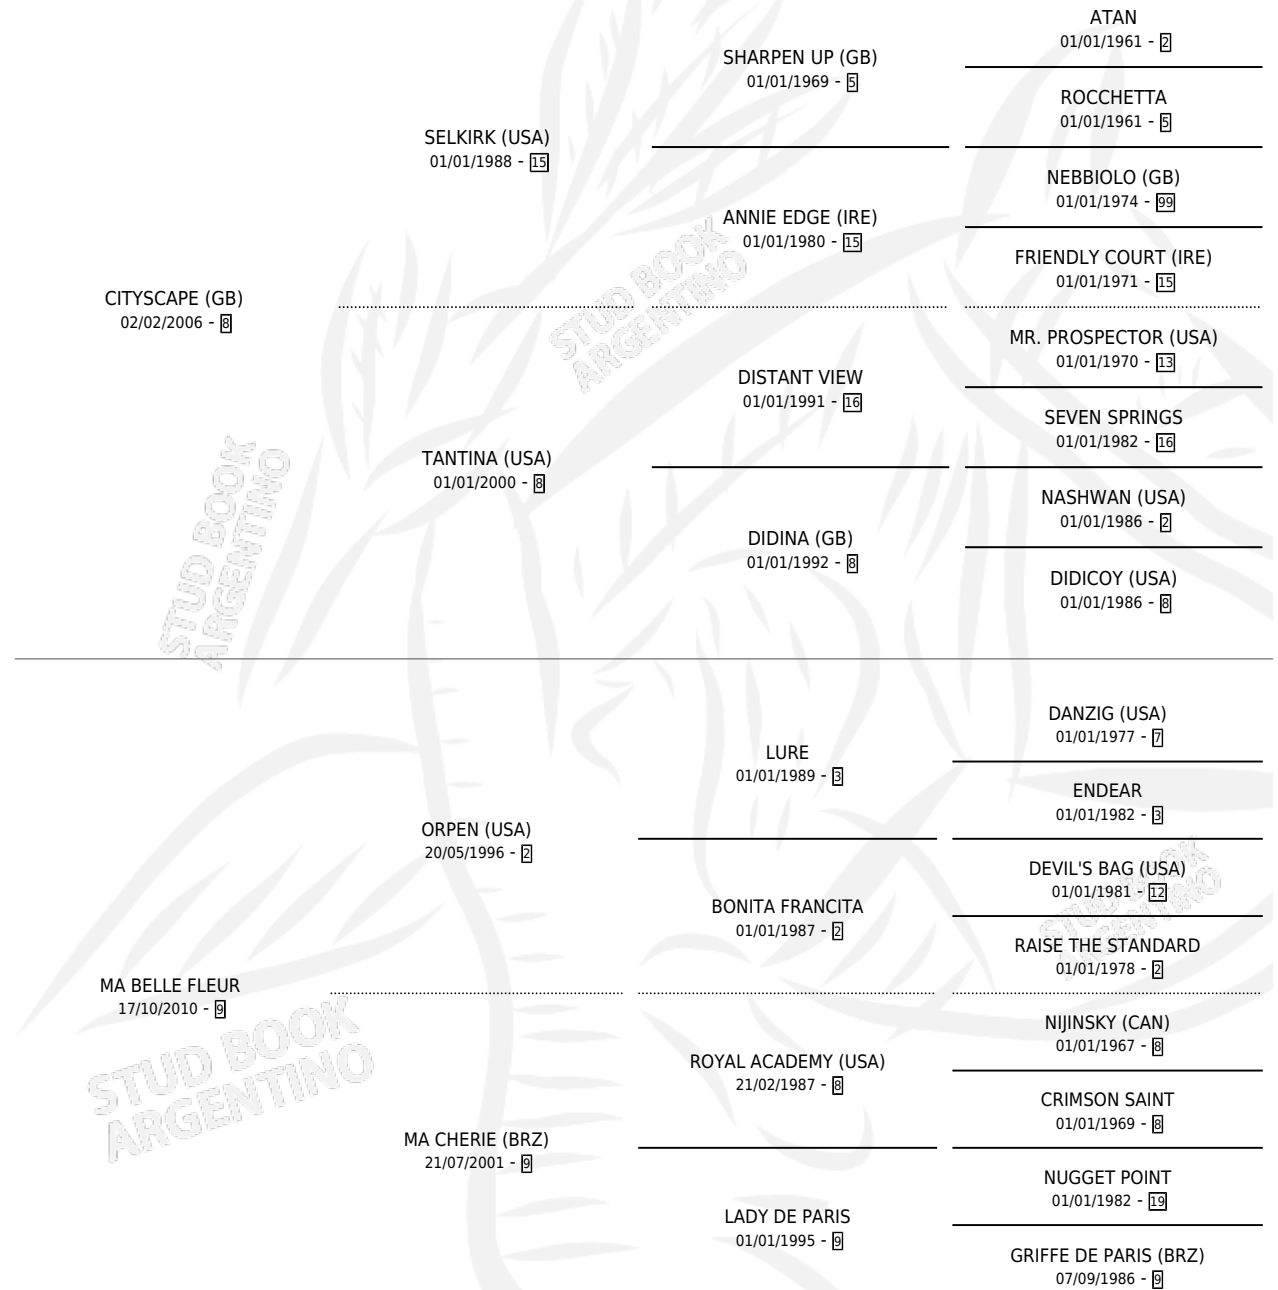 ATAN
01/01/1961 - 2
SHARPEN UP (GB)
01/01/1969 - 5
ROCCHETTA
01/01/1961 - 5
SELKIRK (USA)
01/01/1988 - 15
NEBBIOLO (GB)
01/01/1974 - 99
ANNIE EDGE (IRE)
01/01/1980 - 15
FRIENDLY COURT (IRE)
01/01/1971 - 15
CITYSCAPE (GB)
02/02/2006 - 8
MR. PROSPECTOR (USA)
01/01/1970 - 13
DISTANT VIEW
01/01/1991 - 16
SEVEN SPRINGS
01/01/1982 - 16
TANTINA (USA)
01/01/2000 - 8
NASHWAN (USA)
01/01/1986 - 2
DIDINA (GB)
01/01/1992 - 8
DIDICOY (USA)
01/01/1986 - 8
DANZIG (USA)
01/01/1977 - 7
LURE
01/01/1989 - 3
ENDEAR
01/01/1982 - 3
ORPEN (USA)
20/05/1996 - 2
DEVIL'S BAG (USA)
01/01/1981 - 12
BONITA FRANCITA
01/01/1987 - 2
RAISE THE STANDARD
01/01/1978 - 2
MA BELLE FLEUR
17/10/2010 - 9
NIJINSKY (CAN)
01/01/1967 - 8
ROYAL ACADEMY (USA)
21/02/1987 - 8
CRIMSON SAINT
01/01/1969 - 8
MA CHERIE (BRZ)
21/07/2001 - 9
NUGGET POINT
01/01/1982 - 19
LADY DE PARIS
01/01/1995 - 9
GRIFFE DE PARIS (BRZ)
07/09/1986 - 9
STUD BOOK
ARGENTINO
STUD BOOK
ARGENTINO
STUD BOOK
ARGENTINO
STUD BOOK
ARGENTINO